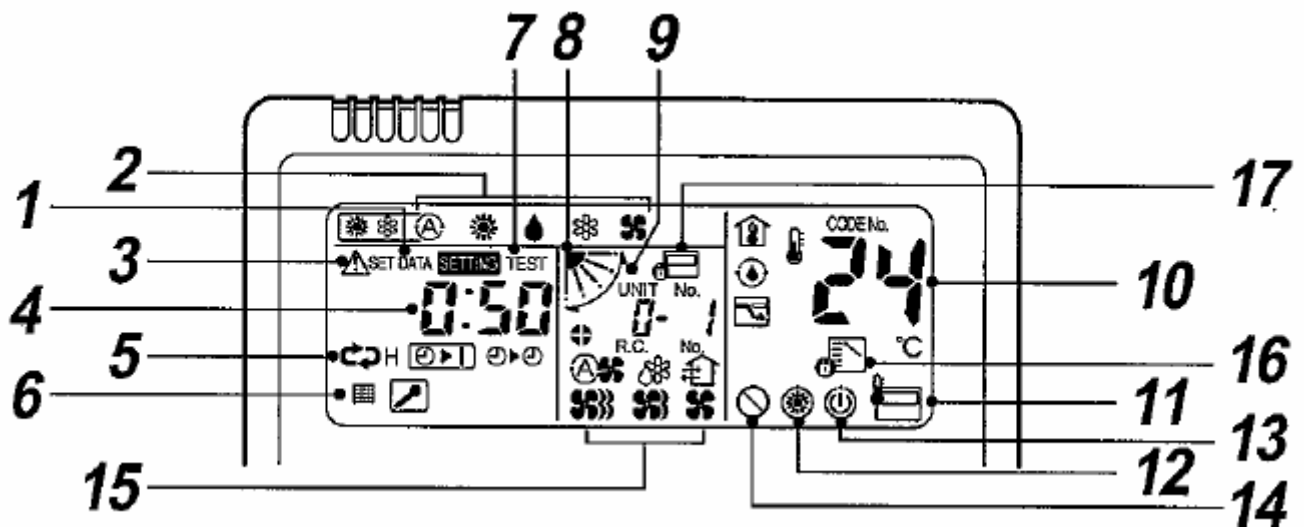 7 8 9
2 17
1 CODE No.
3 SET DATA SETTING TEST 24
UNIT No. 10
4 0:50 0- 1
R.C. No. °C
5 H A 16
6 11
13
15 12
14